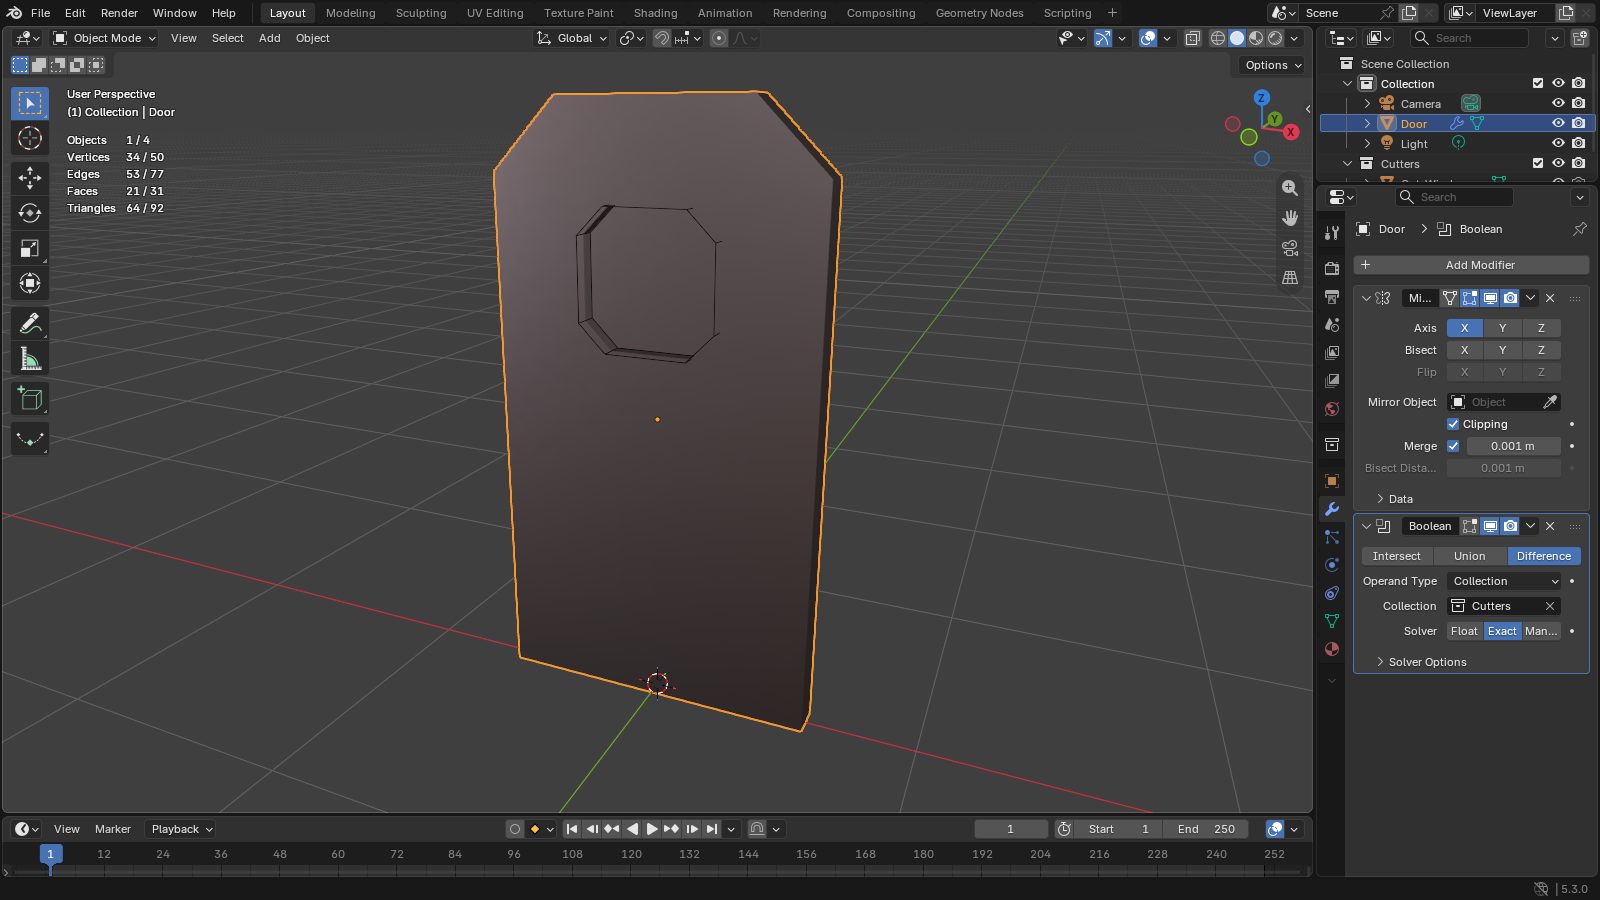 File Edit Render Window Help Layout Modeling Sculpting UV Editing Texture Paint Shading Animation Rendering Compositing Geometry Nodes Scripting Scene ViewLayer
Object Mode View Select Add Object Global Search
Options
User Perspective
(1) Collection | Door
Objects 1 / 4
Vertices 34 / 50
Edges 53 / 77
Faces 21 / 31
Triangles 64 / 92
Z
Y
X
Scene Collection
Collection
Camera
Door
Light
Cutters
Search
Door Boolean
Add Modifier
Mi...
Axis X Y Z
Bisect X Y Z
Flip X Y Z
Mirror Object Object
Clipping
Merge 0.001 m
Bisect Dista... 0.001 m
Data
Boolean
Intersect Union Difference
Operand Type Collection
Collection Cutters
Solver Float Exact Man...
Solver Options
View Marker Playback 1 Start 1 End 250
1 12 24 36 48 60 72 84 96 108 120 132 144 156 168 180 192 204 216 228 240 252
5.3.0